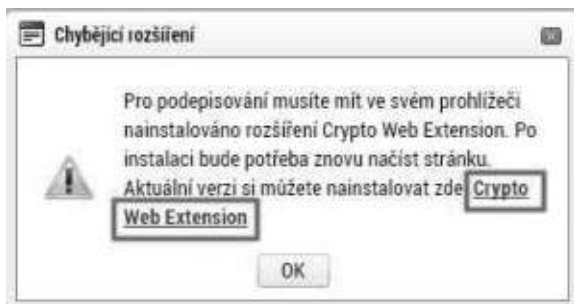 Chybějící rozšíření
Pro podepisování musíte mít ve svém prohlížeči
nainstalováno rozšíření Crypto Web Extension. Po
instalaci bude potřeba znovu načíst stránku.
Aktuální verzi si můžete nainstalovat zde Crypto
Web Extension
OK